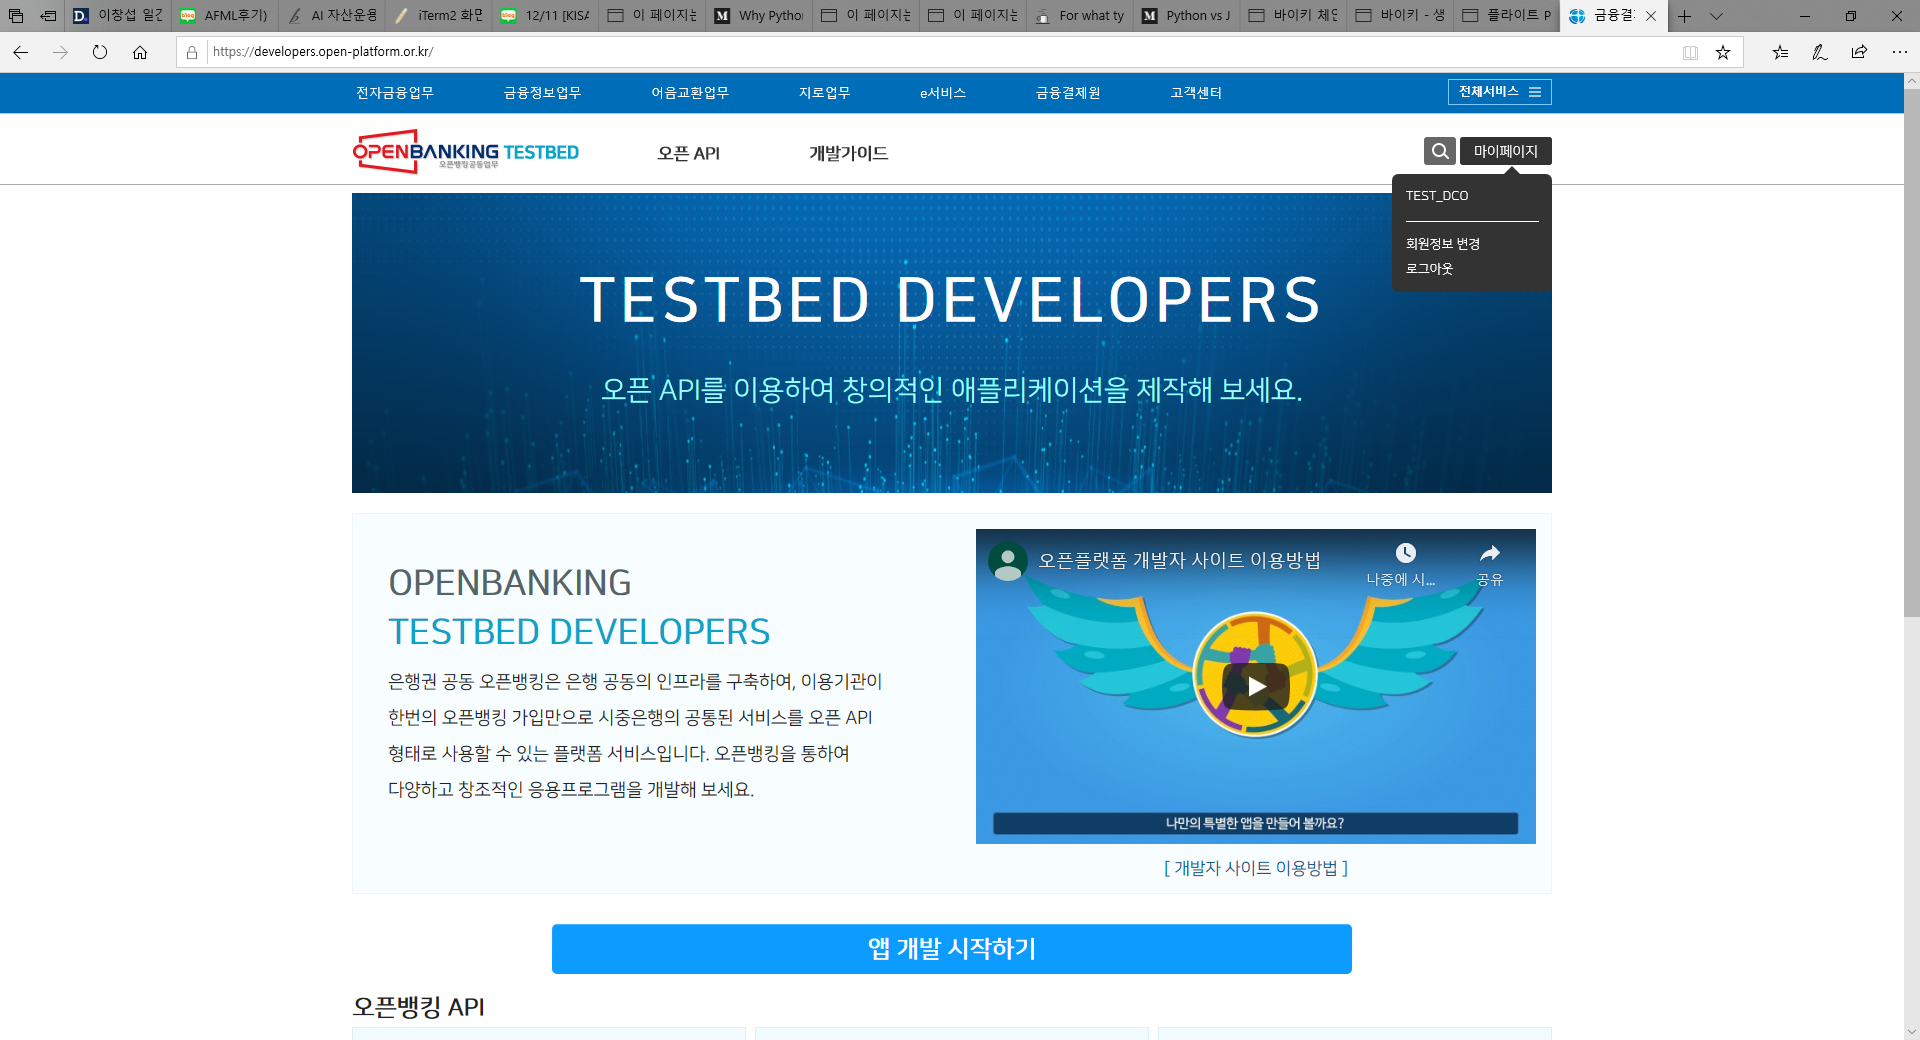 이창섭 일긴
AFML후기)
AI 자산운용
iTerm2 화면
12/11 [KISA
이 페이지는
Why Python
이 페이지는
이 페이지는
For what ty
Python vs J
바이키 체인
바이키 - 생
플라이트 P
금융결
https://developers.open-platform.or.kr/
전자금융업무
금융정보업무
어음교환업무
지로업무
e서비스
금융결제원
고객센터
전체서비스
OPENBANKING TESTBED
오픈뱅킹공동업무
오픈 API
개발가이드
마이페이지
TEST_DCO
회원정보 변경
로그아웃
TESTBED DEVELOPERS
오픈 API를 이용하여 창의적인 애플리케이션을 제작해 보세요.
OPENBANKING
TESTBED DEVELOPERS
은행권 공동 오픈뱅킹은 은행 공동의 인프라를 구축하여, 이용기관이
한번의 오픈뱅킹 가입만으로 시중은행의 공통된 서비스를 오픈 API
형태로 사용할 수 있는 플랫폼 서비스입니다. 오픈뱅킹을 통하여
다양하고 창조적인 응용프로그램을 개발해 보세요.
오픈플랫폼 개발자 사이트 이용방법
나중에 시...
공유
나만의 특별한 앱을 만들어 볼까요?
[ 개발자 사이트 이용방법 ]
앱 개발 시작하기
오픈뱅킹 API